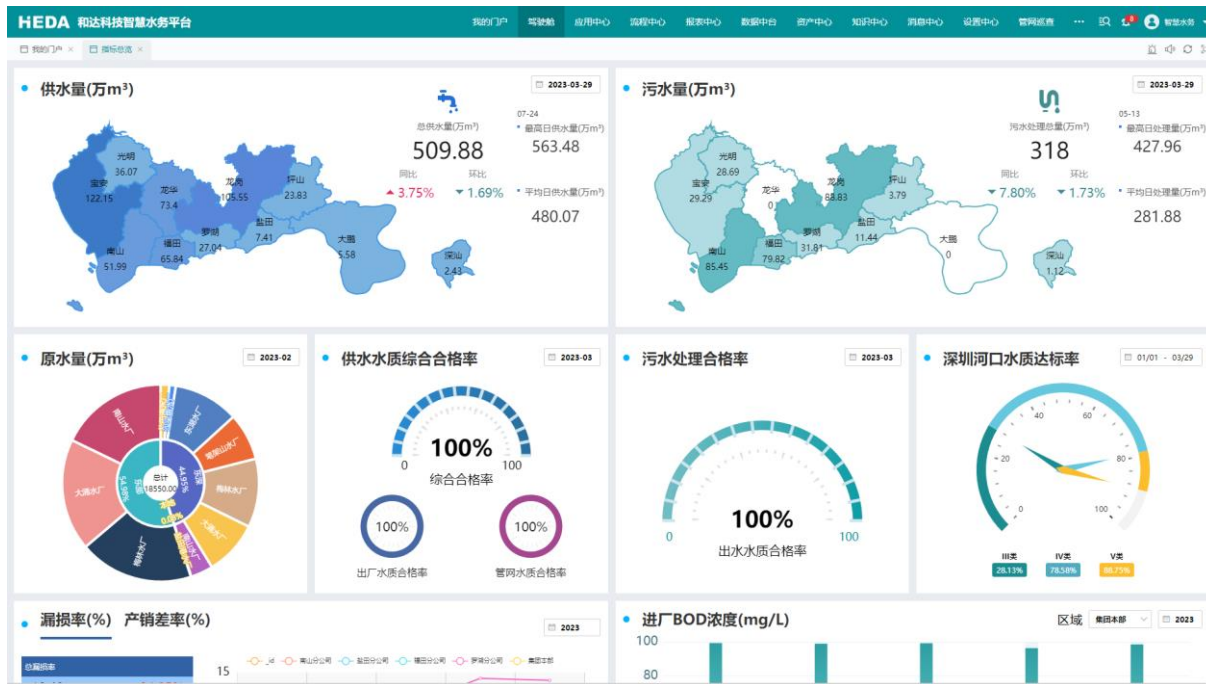 HEDA 和达科技智慧水务平台
我的门户 驾驶舱 应用中心 流程中心 报表中心 数据中台 资产中心 知识中心 消息中心 设置中心 管网巡查 ... 智慧水务
我的门户 × 指标总览 ×
供水量(万m³)
2023-03-29
总供水量(万m³)
509.88
同比 环比
3.75% 1.69%
07-24
最高日供水量(万m³)
563.48
平均日供水量(万m³)
480.07
光明
36.07
宝安
122.15
龙华
73.4
龙岗
105.55
坪山
23.83
盐田
7.41
罗湖
27.04
福田
65.84
南山
51.99
大鹏
5.58
深汕
2.43
污水量(万m³)
2023-03-29
污水处理总量(万m³)
318
同比 环比
7.80% 1.73%
05-13
最高日处理量(万m³)
427.96
平均日处理量(万m³)
281.88
光明
28.69
宝安
29.29
龙华
0
龙岗
88.83
坪山
3.79
盐田
11.44
罗湖
31.81
福田
79.82
南山
85.45
大鹏
0
深汕
1.12
原水量(万m³)
2023-02
南山水厂
东湖水厂
笔架山水厂
梅林水厂
大涌水厂
南山水厂
梅林水厂
大涌水厂
总计
18550.00
东深
44.95%
54.98%
供水水质综合合格率
2023-03
100%
0 100
综合合格率
100%
100%
出厂水质合格率
管网水质合格率
污水处理合格率
2023-03
100%
0 100
出水水质合格率
深圳河口水质达标率
01/01 - 03/29
0 20 40 60 80 100
III类 IV类 V类
28.13% 78.58% 88.75%
漏损率(%) 产销差率(%)
2023
总漏损率
15
_id 南山分公司 盐田分公司 福田分公司 罗湖分公司 集团本部
进厂BOD浓度(mg/L)
区域 集团本部 2023
100
80